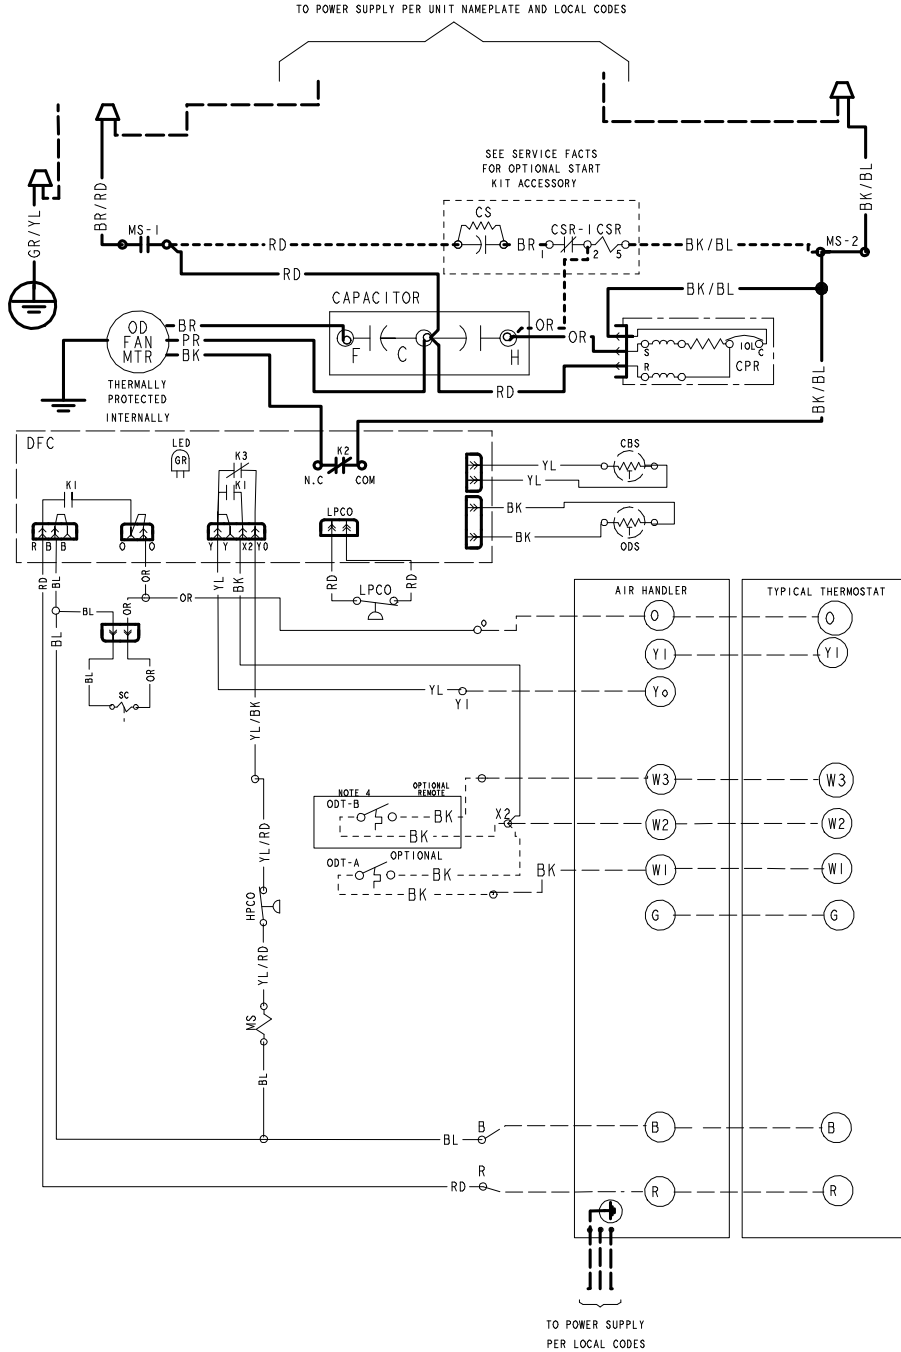 TO POWER SUPPLY PER UNIT NAMEPLATE AND LOCAL CODES
SEE SERVICE FACTS
FOR OPTIONAL START
KIT ACCESSORY
BK/BL
BR/RD
GR/YL
CS
CSR-1 CSR
MS-1
RD
BR
1
2
5
BK/BL
MS-2
RD
BK/BL
CAPACITOR
OR
OD
FAN
MTR
BR
PR
BK
F
C
H
OR
S
R
IOL
C
CPR
THERMALLY
PROTECTED
INTERNALLY
RD
BK/BL
DFC
LED
GR
K3
K1
K1
K2
N.C
COM
CBS
YL
YL
T
LPCO
BK
BK
T
ODS
R B B
O O
Y Y X2 YO
RD
BL
OR
YL
BK
RD
RD
LPCO
BL
OR
OR
BL
BL
OR
SC
O
AIR HANDLER
TYPICAL THERMOSTAT
O
O
Y1
Y1
YL
Y1
Yo
YL/BK
NOTE 4
OPTIONAL
REMOTE
ODT-B
BK
BK
X2
W3
W3
W2
W2
ODT-A
OPTIONAL
BK
BK
BK
W1
W1
YL/RD
HPCO
G
G
YL/RD
MS
BL
BL
B
B
B
RD
R
R
R
TO POWER SUPPLY
PER LOCAL CODES